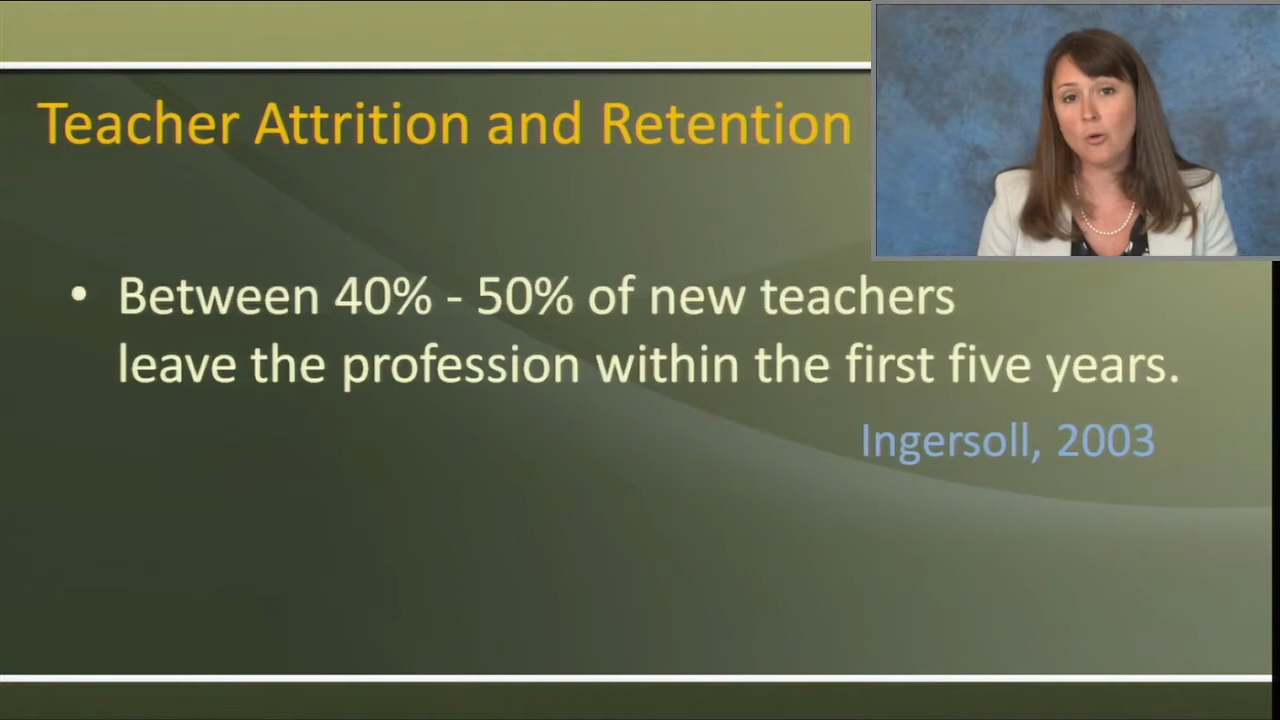 Teacher Attrition and Retention
• Between 40% - 50% of new teachers
leave the profession within the first five years.
Ingersoll, 2003